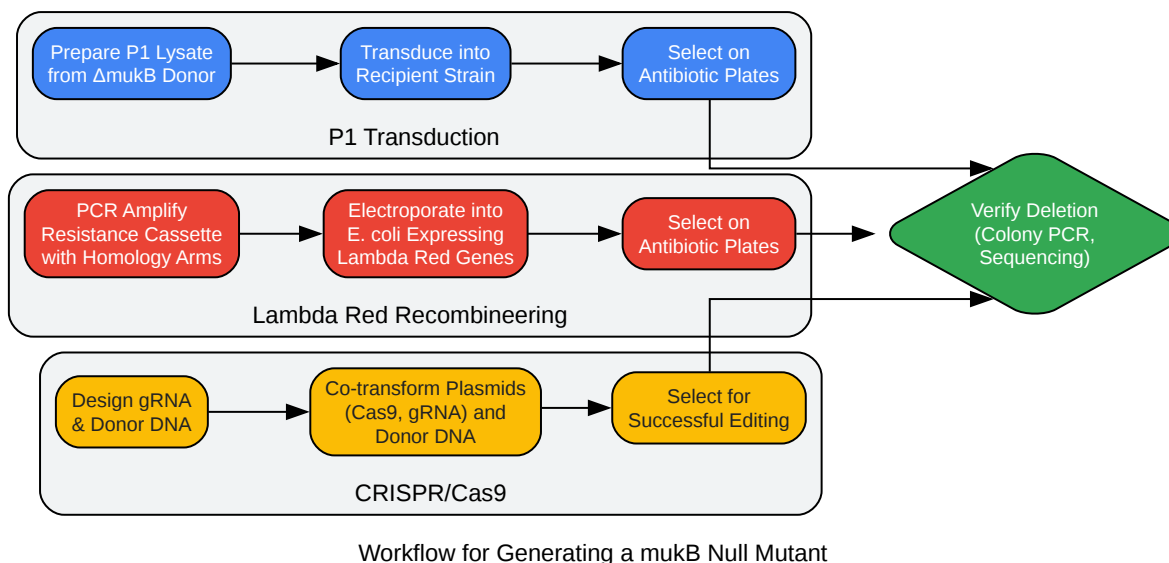 Prepare P1 Lysate
from ΔmukB Donor
Transduce into
Recipient Strain
Select on
Antibiotic Plates
P1 Transduction
PCR Amplify
Resistance Cassette
with Homology Arms
Electroporate into
E. coli Expressing
Lambda Red Genes
Select on
Antibiotic Plates
Lambda Red Recombineering
Verify Deletion
(Colony PCR,
Sequencing)
Design gRNA
& Donor DNA
Co-transform Plasmids
(Cas9, gRNA) and
Donor DNA
Select for
Successful Editing
CRISPR/Cas9
Workflow for Generating a mukB Null Mutant